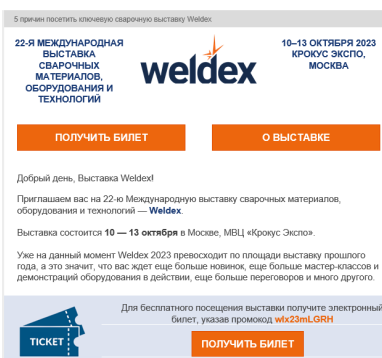 5 причин посетить ключевую сварочную выставку Weldex
22-Я МЕЖДУНАРОДНАЯ
ВЫСТАВКА
СВАРОЧНЫХ
МАТЕРИАЛОВ,
ОБОРУДОВАНИЯ И
ТЕХНОЛОГИЙ
weldex
10–13 ОКТЯБРЯ 2023
КРОКУС ЭКСПО,
МОСКВА
ПОЛУЧИТЬ БИЛЕТ
О ВЫСТАВКЕ
Добрый день, Выставка Weldex!
Приглашаем вас на 22-ю Международную выставку сварочных материалов,
оборудования и технологий — Weldex.
Выставка состоится 10 — 13 октября в Москве, МВЦ «Крокус Экспо».
Уже на данный момент Weldex 2023 превосходит по площади выставку прошлого
года, а это значит, что вас ждет еще больше новинок, еще больше мастер-классов и
демонстраций оборудования в действии, еще больше переговоров и много другого.
Для бесплатного посещения выставки получите электронный
билет, указав промокод wlx23mLGRH
TICKET
ПОЛУЧИТЬ БИЛЕТ